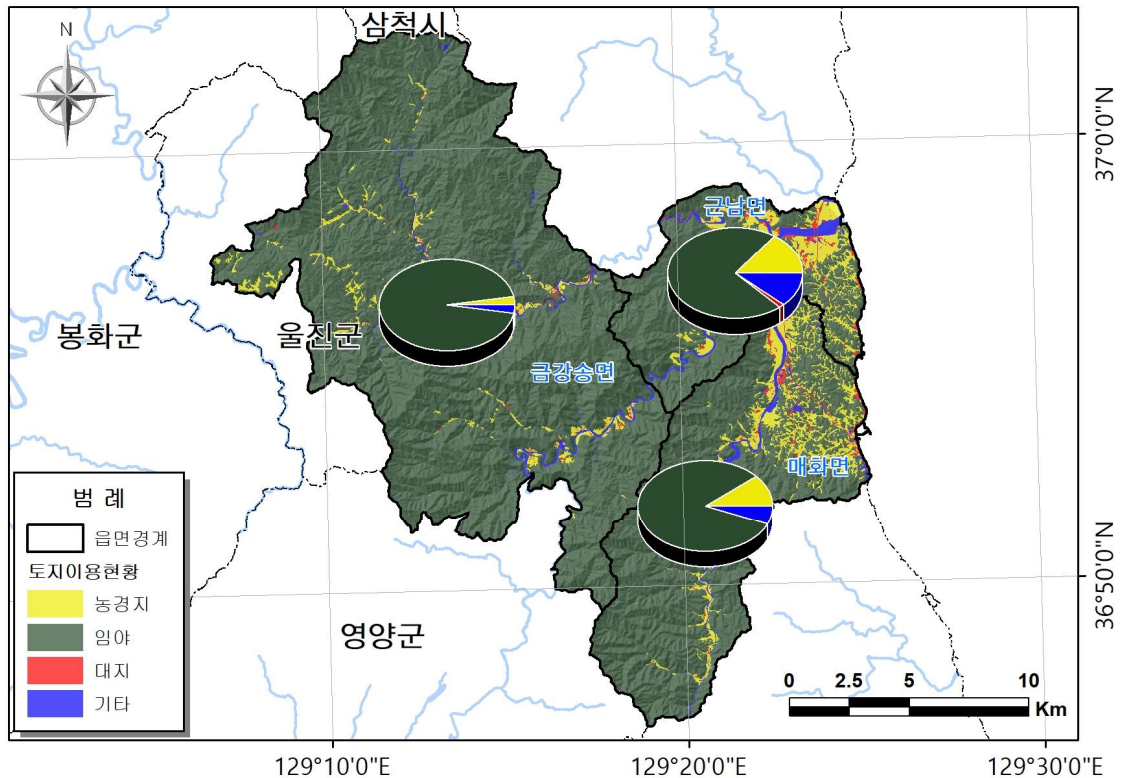 삼척시
N
37°0'0"N
근남면
봉화군
울진군
금강송면
매화면
범 례
읍면경계
토지이용현황
농경지
임야
대지
기타
영양군
36°50'0"N
0 2.5 5 10
Km
129°10'0"E 129°20'0"E 129°30'0"E